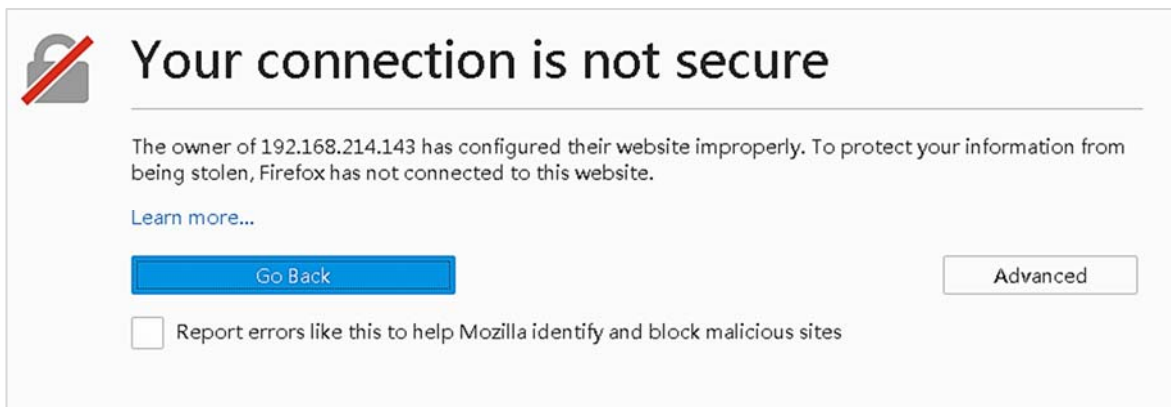 Your connection is not secure
The owner of 192.168.214.143 has configured their website improperly. To protect your information from
being stolen, Firefox has not connected to this website.
Learn more...
Go Back
Advanced
Report errors like this to help Mozilla identify and block malicious sites